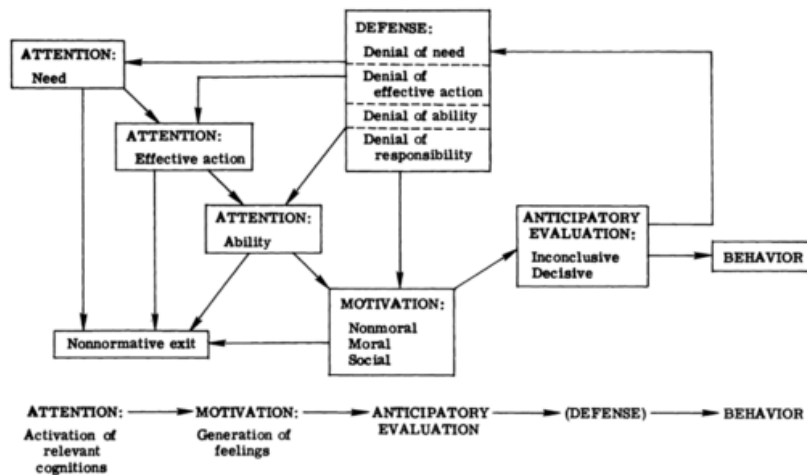 DEFENSE:
Denial of need
Denial of
effective action
Denial of ability
Denial of
responsibility
ATTENTION:
Need
ATTENTION:
Effective action
ATTENTION:
Ability
ANTICIPATORY
EVALUATION:
Inconclusive
Decisive
BEHAVIOR
MOTIVATION:
Nonmoral
Moral
Social
Nonnormative exit
ATTENTION:
Activation of
relevant
cognitions
MOTIVATION:
Generation of
feelings
ANTICIPATORY
EVALUATION
(DEFENSE)
BEHAVIOR